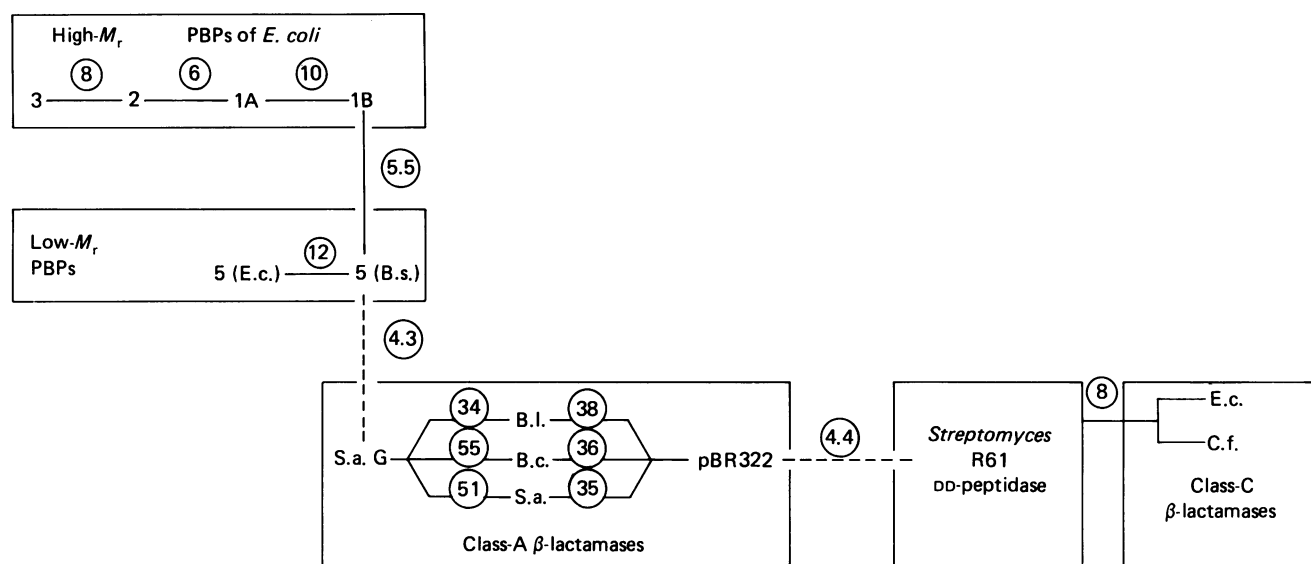 High-Mr PBPs of E. coli
8 6 10
3 2 1A 1B
5.5
Low-Mr
PBPs
12
5 (E.c.) 5 (B.s.)
4.3
34 B.l. 38
S.a. G 55 B.c. 36 pBR322
51 S.a. 35
Class-A β-lactamases
4.4
Streptomyces
R61
DD-peptidase
8
E.c.
C.f.
Class-C
β-lactamases